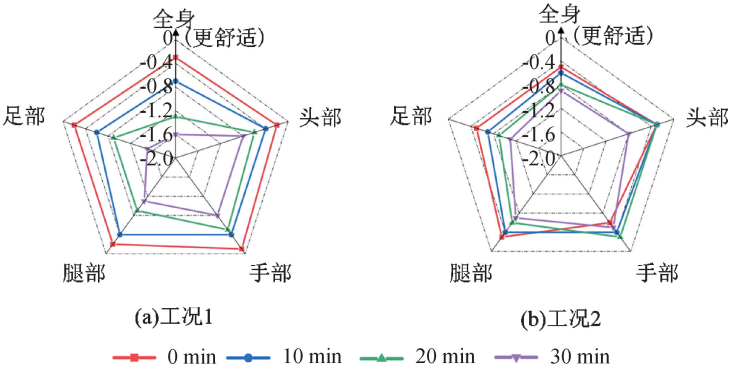 全身
0 (更舒适)
-0.4
-0.8
-1.2
-1.6
-2.0
足部
头部
腿部
手部
(a)工况1
全身
0 (更舒适)
-0.4
-0.8
-1.2
-1.6
-2.0
足部
头部
腿部
手部
(b)工况2
0 min 10 min 20 min 30 min